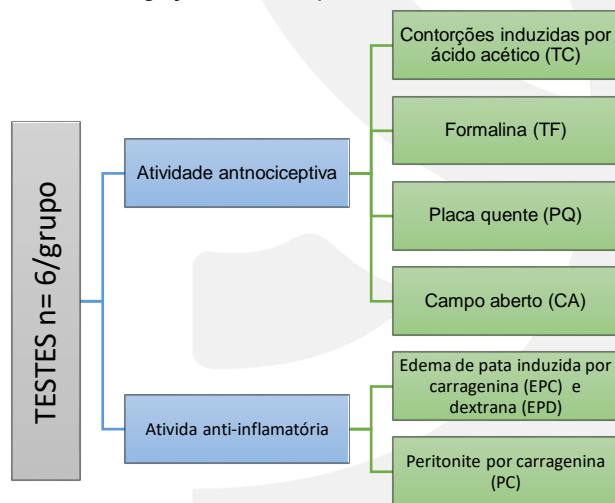 Contorções induzidas por
ácido acético (TC)
Formalina (TF)
Atividade antnociceptiva
Placa quente (PQ)
Campo aberto (CA)
TESTES n= 6/grupo
Edema de pata induzida por
carragenina (EPC) e
dextrana (EPD)
Ativida anti-inflamatória
Peritonite por carragenina
(PC)